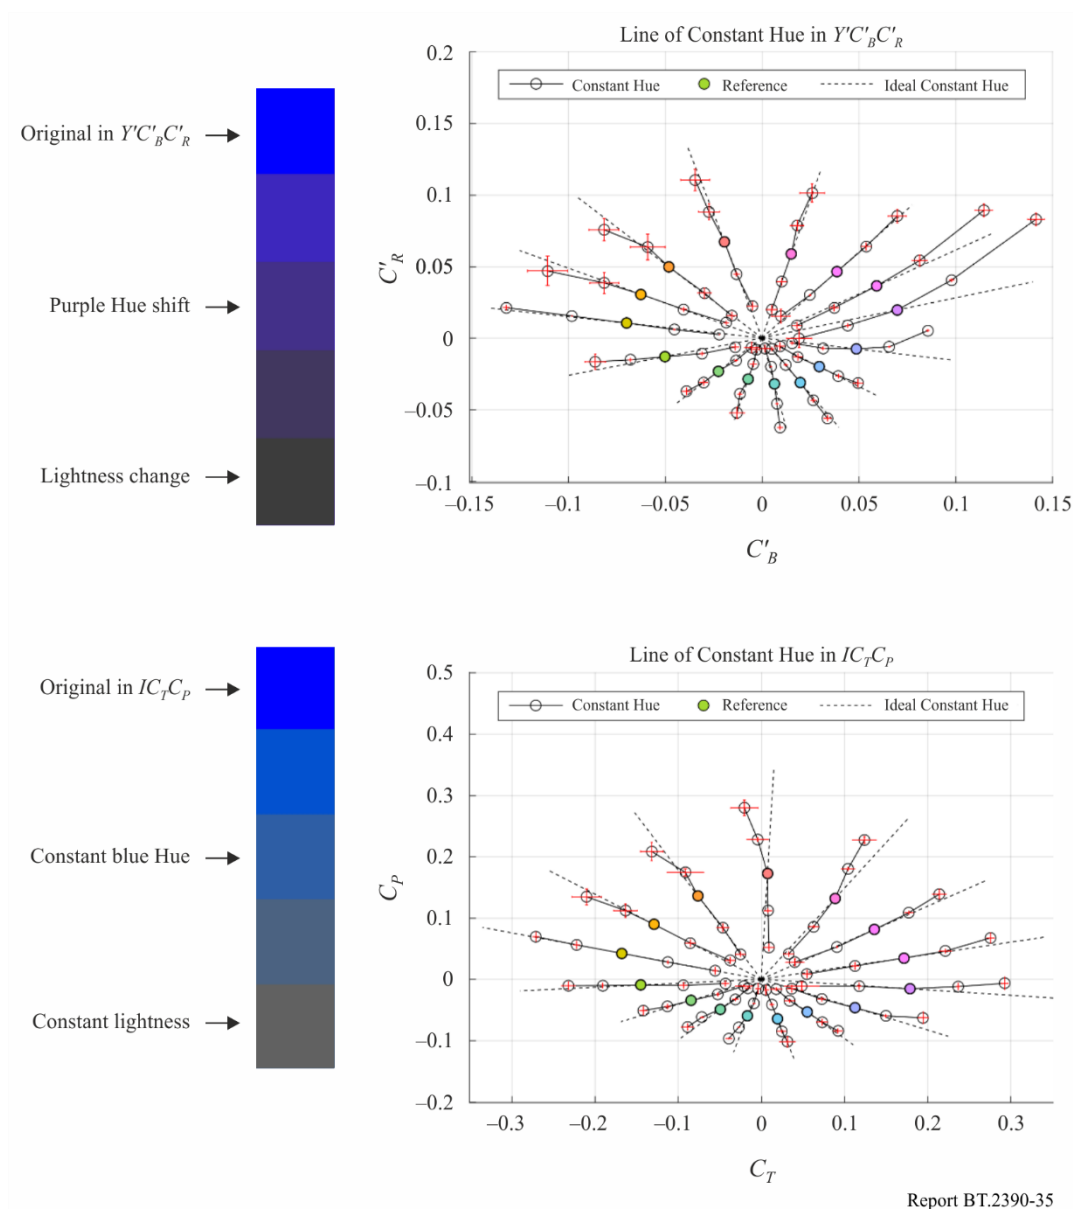 Line of Constant Hue in Y′C′BC′R
Constant Hue
Reference
Ideal Constant Hue
Original in Y′C′BC′R
Purple Hue shift
Lightness change
C′R
0.2
0.15
0.1
0.05
0
–0.05
–0.1
–0.15
–0.1
–0.05
0
0.05
0.1
0.15
C′B
Line of Constant Hue in ICTCP
Constant Hue
Reference
Ideal Constant Hue
Original in ICTCP
Constant blue Hue
Constant lightness
CP
0.5
0.4
0.3
0.2
0.1
0
–0.1
–0.2
–0.3
–0.2
–0.1
0
0.1
0.2
0.3
CT
Report BT.2390-35